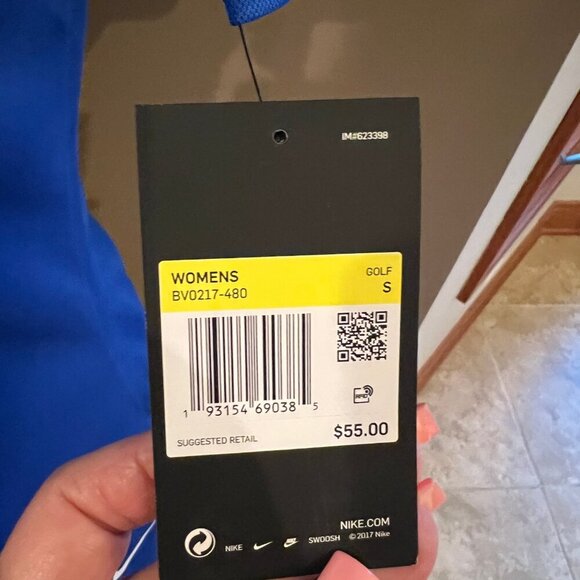 IM#623398
WOMENS GOLF
BV0217-480 S
1 93154 69038 5
RFID
SUGGESTED RETAIL $55.00
NIKE.COM
NIKE SWOOSH © 2017 Nike